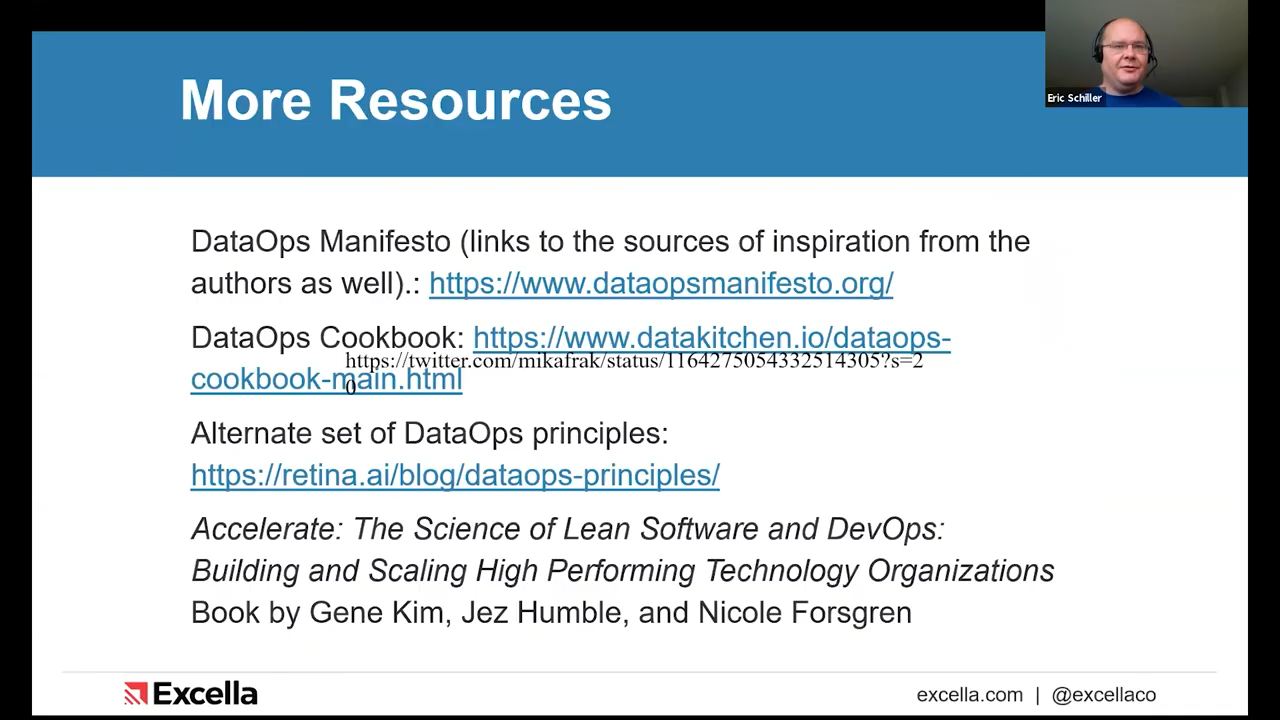 More Resources
Eric Schiller
DataOps Manifesto (links to the sources of inspiration from the
authors as well).: https://www.dataopsmanifesto.org/
DataOps Cookbook: https://www.datakitchen.io/dataops-
https://twitter.com/mikafrak/status/1164275054332514305?s=2
0
cookbook-main.html
Alternate set of DataOps principles:
https://retina.ai/blog/dataops-principles/
Accelerate: The Science of Lean Software and DevOps:
Building and Scaling High Performing Technology Organizations
Book by Gene Kim, Jez Humble, and Nicole Forsgren
Excella
excella.com | @excellaco